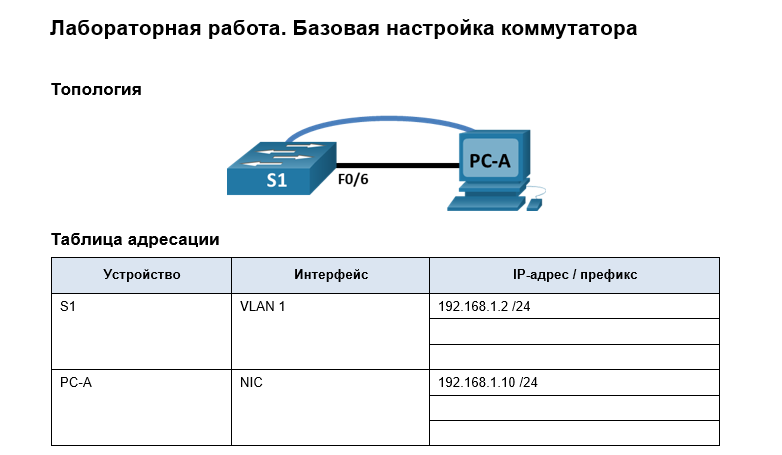 Лабораторная работа. Базовая настройка коммутатора
Топология
S1
F0/6
PC-A
Таблица адресации
Устройство Интерфейс IP-адрес / префикс
S1 VLAN 1 192.168.1.2 /24
PC-A NIC 192.168.1.10 /24